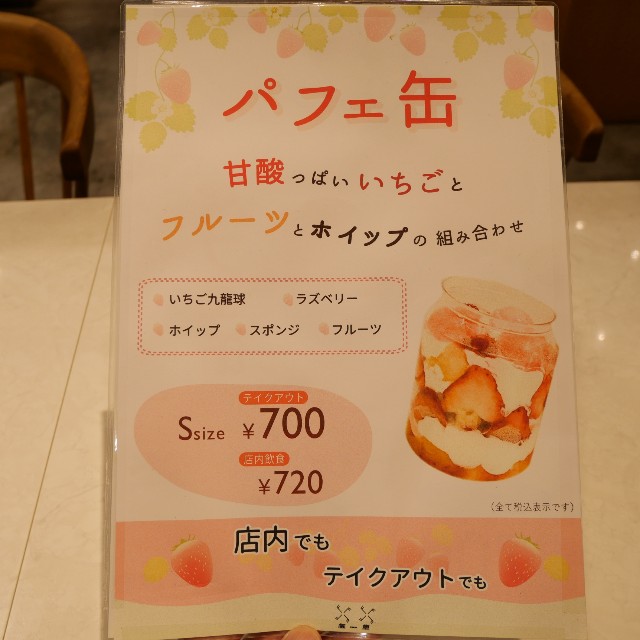 パフェ缶
甘酸っぱいいちごと
フルーツとホイップの組み合わせ
いちご九龍球 ラズベリー
ホイップ スポンジ フルーツ
テイクアウト
Ssize ¥700
店内飲食
¥720
(全て税込表示です)
店内でも
テイクアウトでも